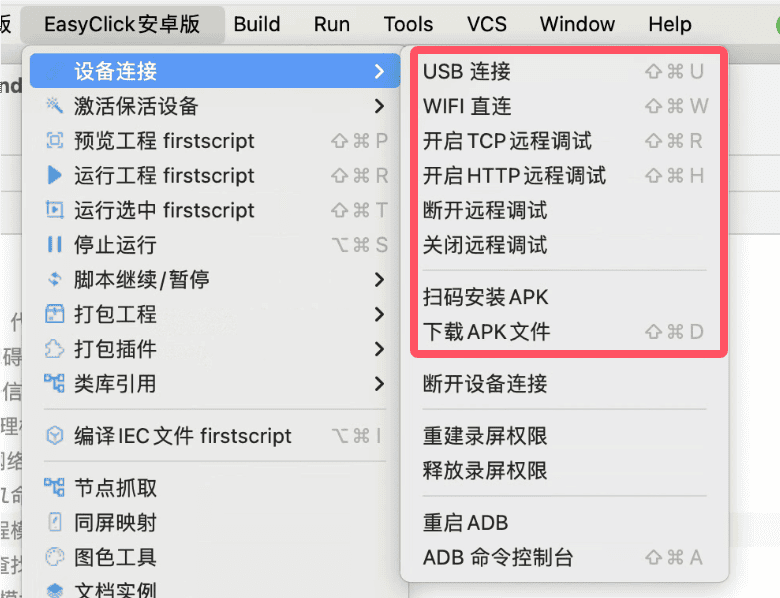 版 EasyClick安卓版 Build Run Tools VCS Window Help
nd
设备连接
激活保活设备
预览工程 firstscript ⇧⌘P
运行工程 firstscript ⇧⌘R
运行选中 firstscript ⇧⌘T
停止运行 ⌥⌘S
脚本继续/暂停
打包工程
打包插件
类库引用
编译IEC文件 firstscript ⌥⌘I
节点抓取
同屏映射
图色工具
文档实例
USB 连接 ⇧⌘U
WIFI 直连 ⇧⌘W
开启TCP远程调试 ⇧⌘R
开启HTTP远程调试 ⇧⌘H
断开远程调试
关闭远程调试
扫码安装APK
下载APK文件 ⇧⌘D
断开设备连接
重建录屏权限
释放录屏权限
重启ADB
ADB 命令控制台 ⇧⌘A